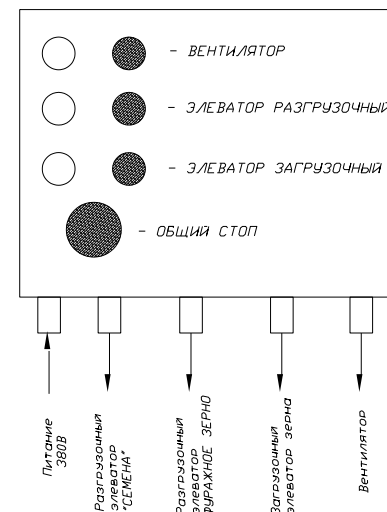 - ВЕНТИЛЯТОР
- ЭЛЕВАТОР РАЗГРУЗОЧНЫЙ
- ЭЛЕВАТОР ЗАГРУЗОЧНЫЙ
- ОБЩИЙ СТОП
Питание
380В
Разгрузочный
элеватор
"СЕМЕНА"
Разгрузочный
элеватор
ФУРАЖНОЕ ЗЕРНО
Загрузочный
элеватор зерна
Вентилятор